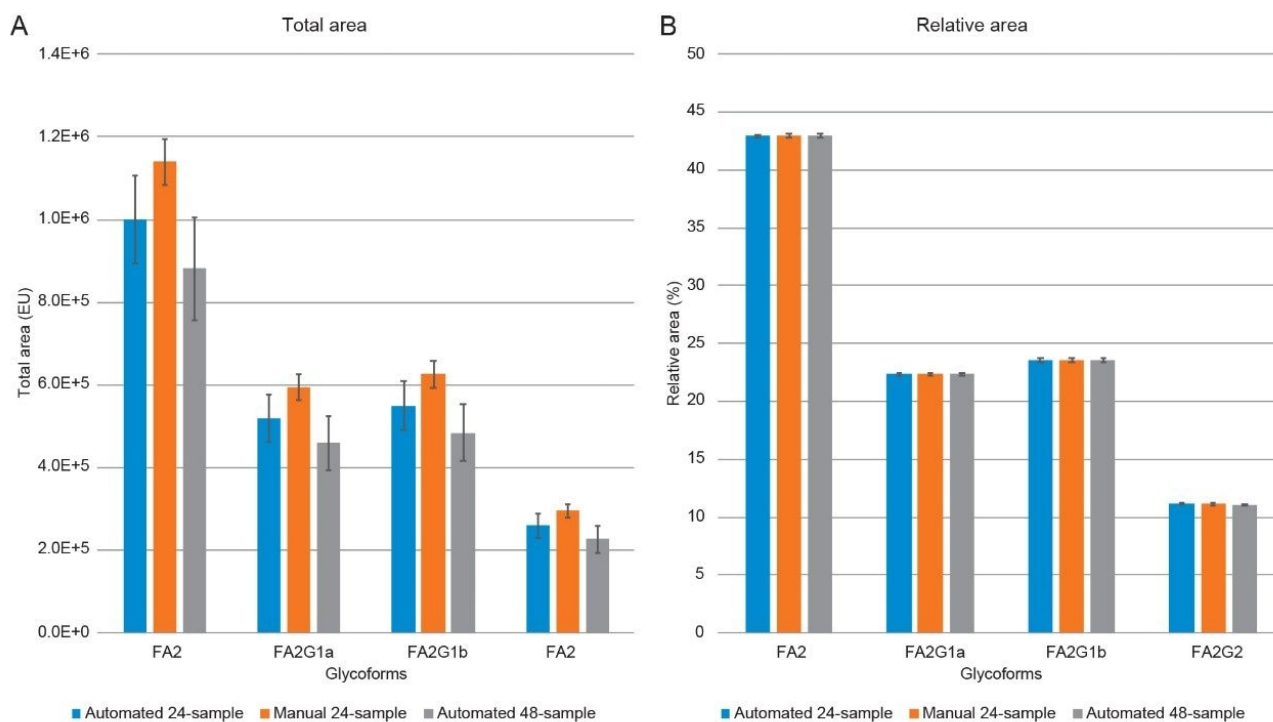 A
Total area
1.4E+6
1.2E+6
1.0E+6
8.0E+5
6.0E+5
4.0E+5
2.0E+5
0.0E+0
Total area (EU)
FA2 FA2G1a FA2G1b FA2
Glycoforms
Automated 24-sample Manual 24-sample Automated 48-sample
B
Relative area
50
45
40
35
30
25
20
15
10
5
0
Relative area (%)
FA2 FA2G1a FA2G1b FA2G2
Glycoforms
Automated 24-sample Manual 24-sample Automated 48-sample